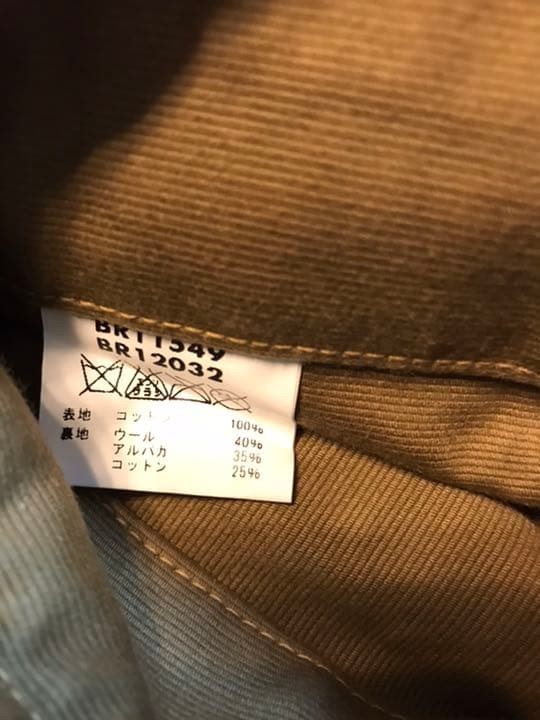 BR11549
BR12032
表地 コットン 100%
裏地 ウール 40%
アルパカ 35%
コットン 25%